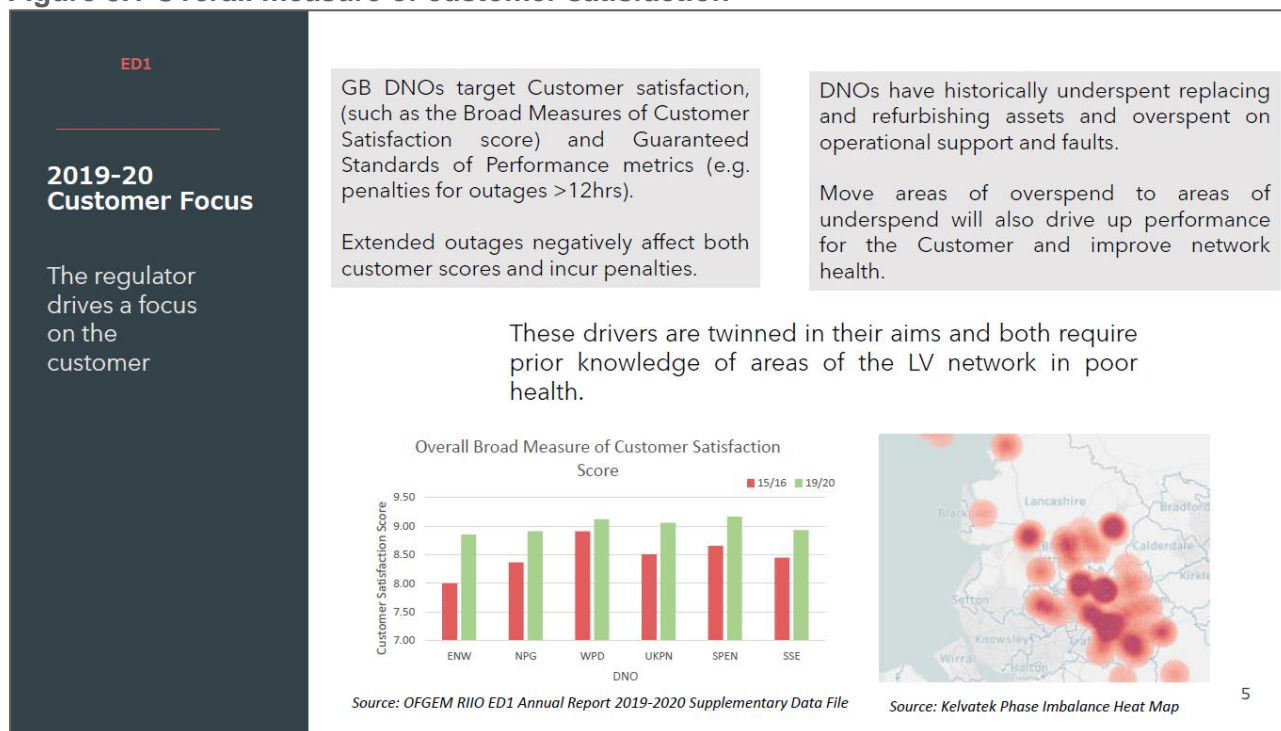 ED1
2019-20
Customer Focus
The regulator
drives a focus
on the
customer
GB DNOs target Customer satisfaction,
(such as the Broad Measures of Customer
Satisfaction score) and Guaranteed
Standards of Performance metrics (e.g.
penalties for outages >12hrs).
Extended outages negatively affect both
customer scores and incur penalties.
DNOs have historically underspent replacing
and refurbishing assets and overspent on
operational support and faults.
Move areas of overspend to areas of
underspend will also drive up performance
for the Customer and improve network
health.
These drivers are twinned in their aims and both require
prior knowledge of areas of the LV network in poor
health.
Overall Broad Measure of Customer Satisfaction
Score
15/16 19/20
Customer Satisfaction Score
9.50
9.00
8.50
8.00
7.50
7.00
ENW NPG WPD UKPN SPEN SSE
DNO
Source: OFGEM RIIO ED1 Annual Report 2019-2020 Supplementary Data File
Lancashire
Bradford
Calderdale
Sefton
Knowsley
Wirral
Halton
Source: Kelvatek Phase Imbalance Heat Map
5